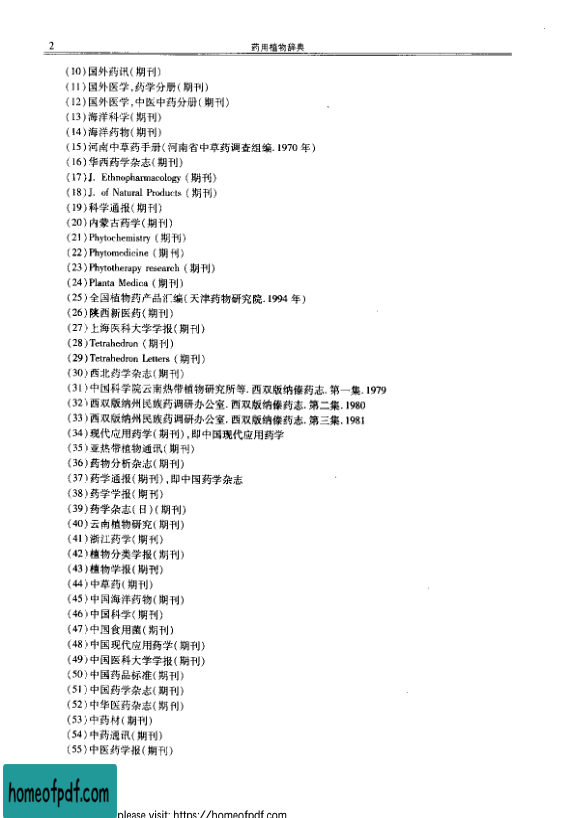 2
药用植物辞典
(10)国外药讯(期刊)
(11)国外医学,药学分册(期刊)
(12)国外医学,中医中药分册(期刊)
(13)海洋科学(期刊)
(14)海洋药物(期刊)
(15)河南中草药手册(河南省中草药调查组编.1970 年)
(16)华西药学杂志(期刊)
(17)J. Ethnopharmacology (期刊)
(18)J. of Natural Products (期刊)
(19)科学通报(期刊)
(20)内蒙古药学(期刊)
(21)Phytochemistry (期刊)
(22)Phytomedicine (期刊)
(23)Phytotherapy research (期刊)
(24)Planta Medica (期刊)
(25)全国植物药产品汇编(天津药物研究院.1994 年)
(26)陕西新医药(期刊)
(27)上海医科大学学报(期刊)
(28)Tetrahedron (期刊)
(29)Tetrahedron Letters (期刊)
(30)西北药学杂志(期刊)
(31)中国科学院云南热带植物研究所等. 西双版纳傣药志. 第一集. 1979
(32)西双版纳州民族药调研办公室. 西双版纳傣药志. 第二集. 1980
(33)西双版纳州民族药调研办公室. 西双版纳傣药志. 第三集. 1981
(34)现代应用药学(期刊),即中国现代应用药学
(35)亚热带植物通讯(期刊)
(36)药物分析杂志(期刊)
(37)药学通报(期刊),即中国药学杂志
(38)药学学报(期刊)
(39)药学杂志(日)(期刊)
(40)云南植物研究(期刊)
(41)浙江药学(期刊)
(42)植物分类学报(期刊)
(43)植物学报(期刊)
(44)中草药(期刊)
(45)中国海洋药物(期刊)
(46)中国科学(期刊)
(47)中国食用菌(期刊)
(48)中国现代应用药学(期刊)
(49)中国医科大学学报(期刊)
(50)中国药品标准(期刊)
(51)中国药学杂志(期刊)
(52)中华医药杂志(期刊)
(53)中药材(期刊)
(54)中药通讯(期刊)
(55)中医药学报(期刊)
homeofpdf.com
please visit: https://homeofpdf.com